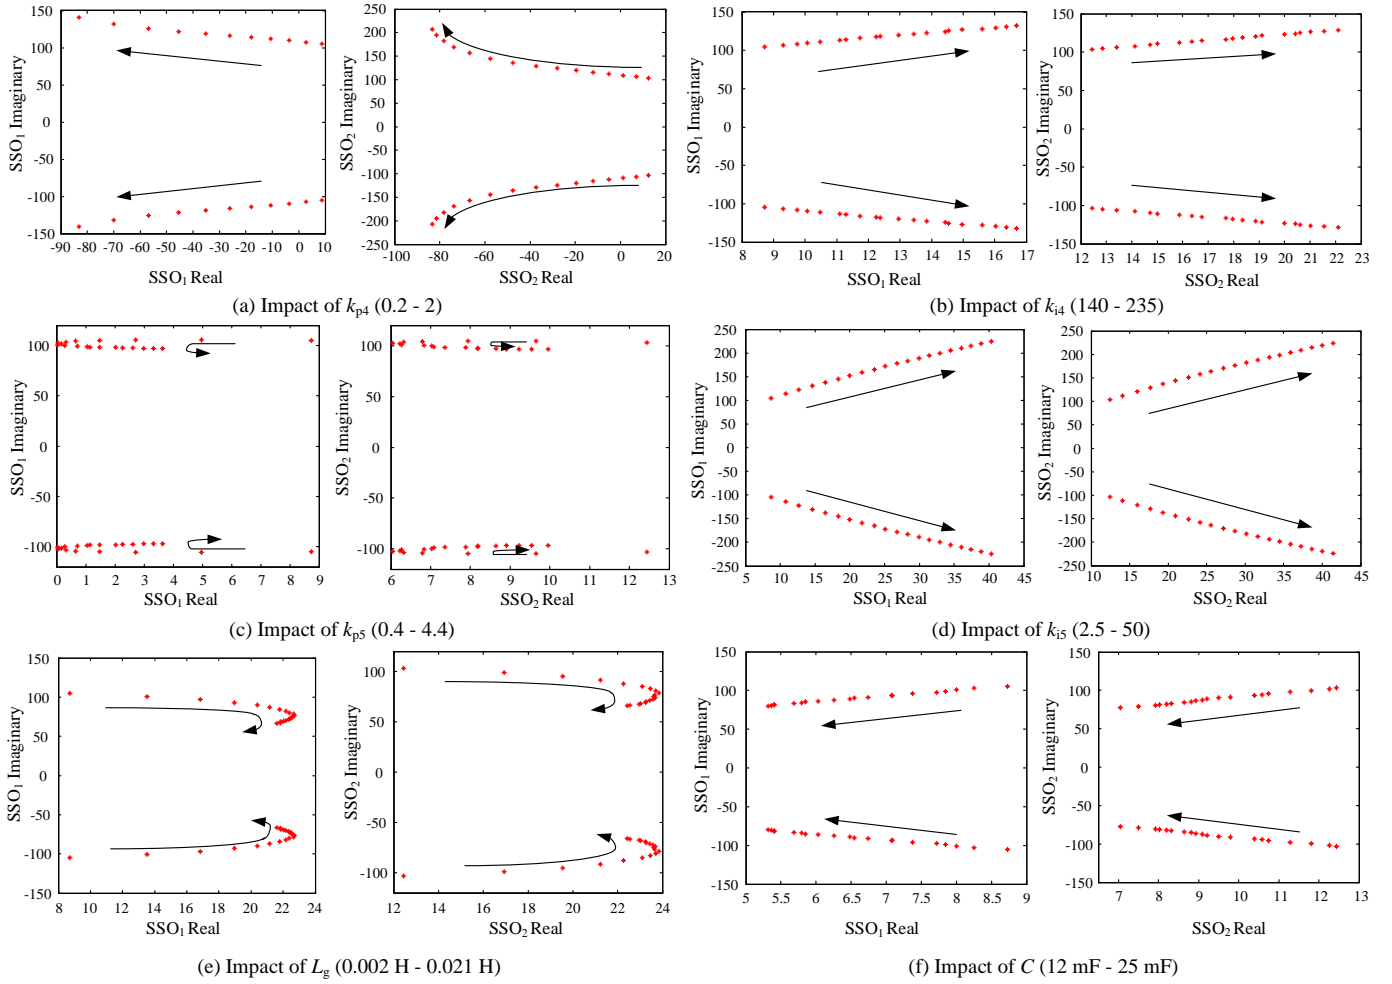 250
200
150
100
50
0
-50
-100
-150
-200
-250
SSO2 Imaginary
-100 -80 -60 -40 -20 0 20
SSO2 Real
150
100
50
0
-50
-100
-150
SSO1 Imaginary
-90 -80 -70 -60 -50 -40 -30 -20 -10 0 10
SSO1 Real
(a) Impact of kp4 (0.2 - 2)
150
100
50
0
-50
-100
-150
SSO1 Imaginary
8 9 10 11 12 13 14 15 16 17
SSO1 Real
150
100
50
0
-50
-100
-150
SSO2 Imaginary
12 13 14 15 16 17 18 19 20 21 22 23
SSO2 Real
(b) Impact of ki4 (140 - 235)
100
50
0
-50
-100
SSO1 Imaginary
0 1 2 3 4 5 6 7 8 9
SSO1 Real
100
50
0
-50
-100
SSO2 Imaginary
6 7 8 9 10 11 12 13
SSO2 Real
(c) Impact of kp5 (0.4 - 4.4)
250
200
150
100
50
0
-50
-100
-150
-200
-250
SSO1 Imaginary
5 10 15 20 25 30 35 40 45
SSO1 Real
250
200
150
100
50
0
-50
-100
-150
-200
-250
SSO2 Imaginary
10 15 20 25 30 35 40 45
SSO2 Real
(d) Impact of ki5 (2.5 - 50)
150
100
50
0
-50
-100
-150
SSO1 Imaginary
8 10 12 14 16 18 20 22 24
SSO1 Real
100
50
0
-50
-100
SSO2 Imaginary
12 14 16 18 20 22 24
SSO2 Real
(e) Impact of Lg (0.002 H - 0.021 H)
150
100
50
0
-50
-100
-150
SSO1 Imaginary
5 5.5 6 6.5 7 7.5 8 8.5 9
SSO1 Real
150
100
50
0
-50
-100
-150
SSO2 Imaginary
7 8 9 10 11 12 13
SSO2 Real
(f) Impact of C (12 mF - 25 mF)